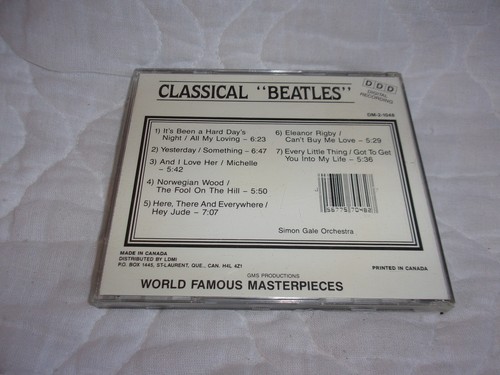 CLASSICAL "BEATLES"
DDD
DIGITAL
RECORDING
1) It's Been a Hard Day's
Night / All My Loving - 6:23
2) Yesterday / Something - 6:47
3) And I Love Her / Michelle
- 5:42
4) Norwegian Wood /
The Fool On The Hill - 5:50
5) Here, There And Everywhere /
Hey Jude - 7:07
6) Eleanor Rigby /
Can't Buy Me Love - 5:29
7) Every Little Thing / Got To Get
You Into My Life - 5:36
Simon Gale Orchestra
MADE IN CANADA
DISTRIBUTED BY LDMI
P.O. BOX 1445, ST-LAURENT, QUE., CAN. H4L 4Z1
PRINTED IN CANADA
GMS PRODUCTIONS
WORLD FAMOUS MASTERPIECES